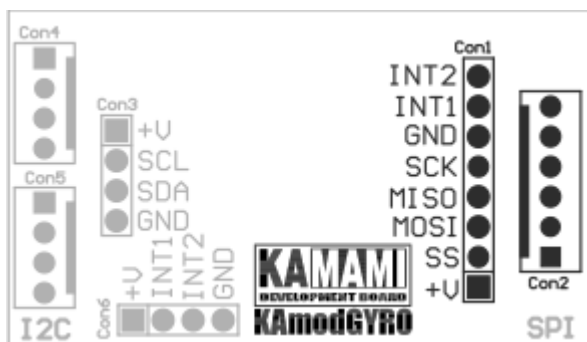 Con4
Con5
I2C
Con3
+V
SCL
SDA
GND
Con6
+V
INT1
INT2
GND
KAMAMI
DEVELOPMENT BOARD
KAmodGYRO
Con1
INT2
INT1
GND
SCK
MISO
MOSI
SS
+V
Con2
SPI